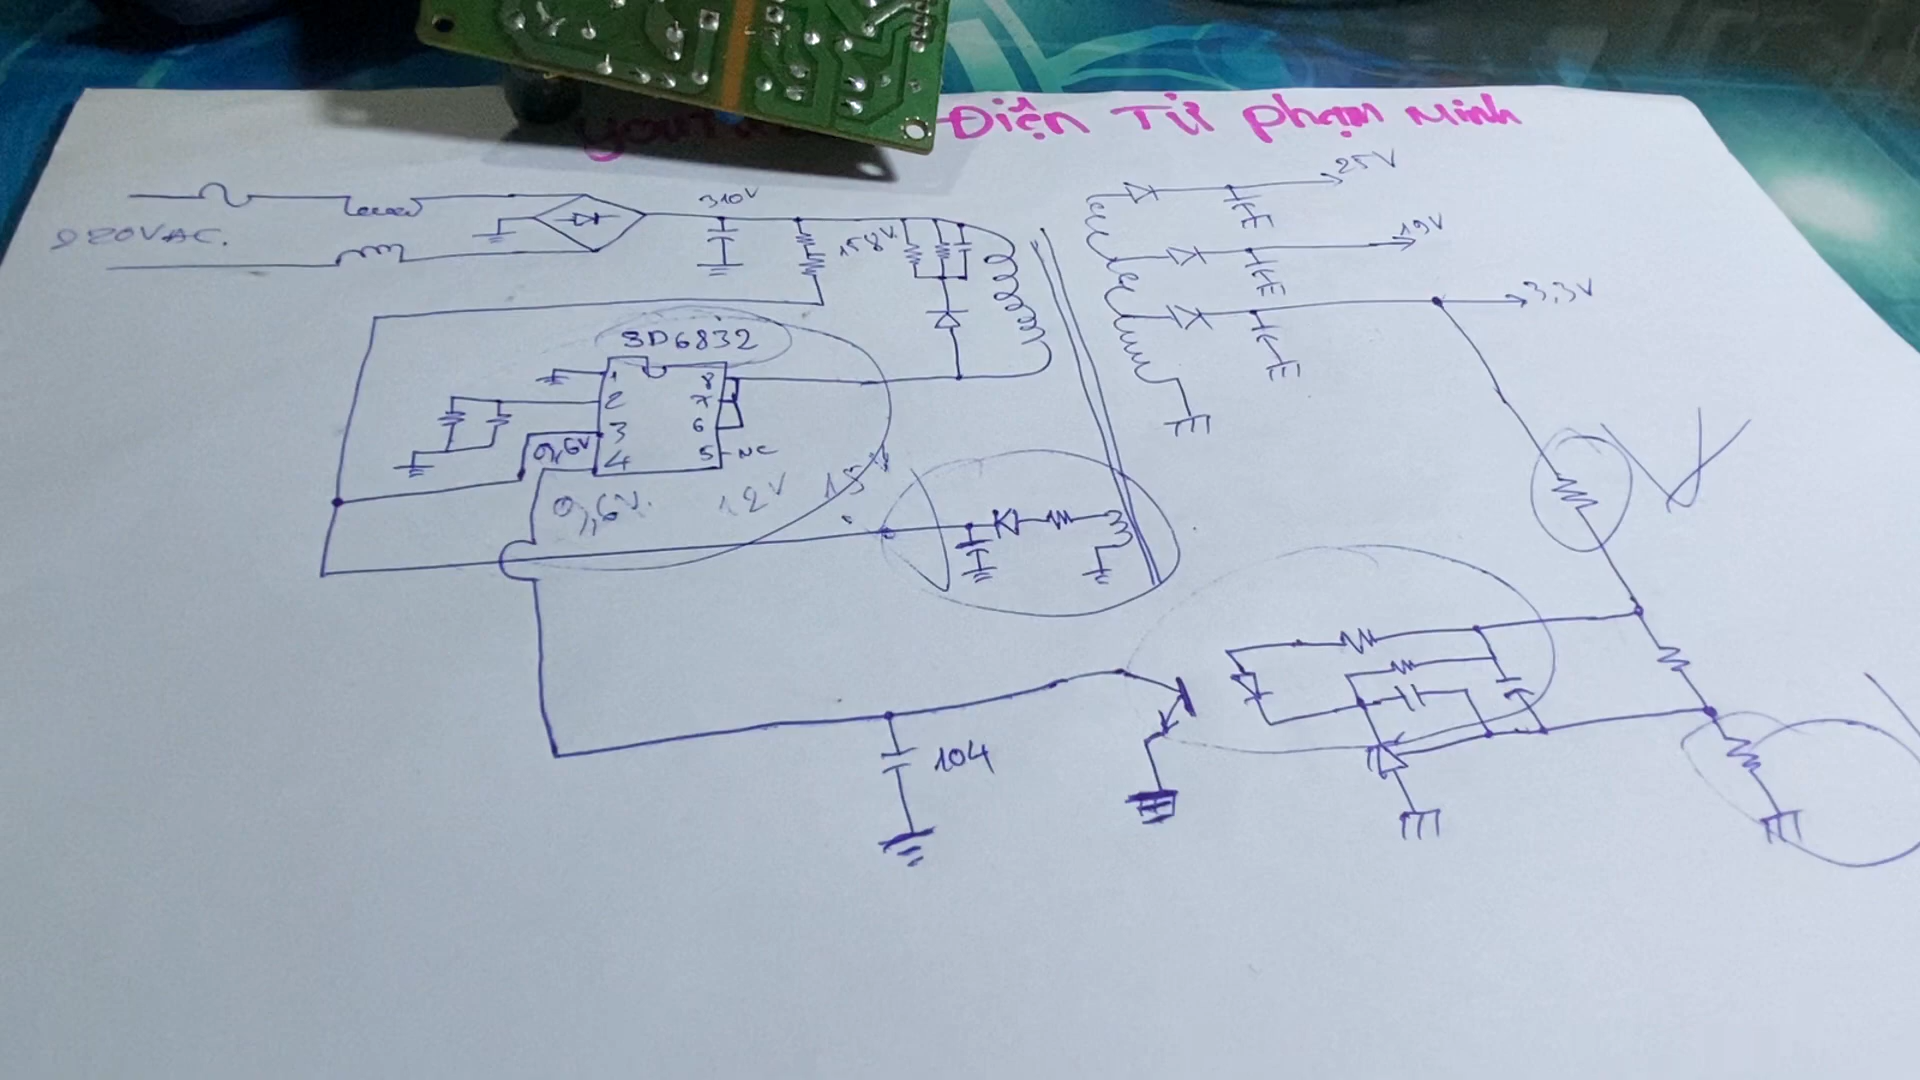 Điện Tử Phạm Minh
25V
310V
19V
220VAC.
158V
3.3V
SD6832
1
8
2
7
3
6
4
5
NC
0,6V
0,6V.
12V
15
104